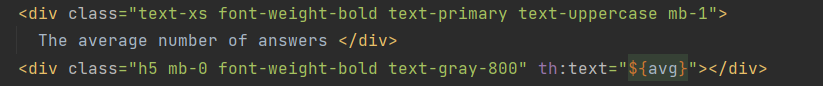 <div class="text-xs font-weight-bold text-primary text-uppercase mb-1">
The average number of answers </div>
<div class="h5 mb-0 font-weight-bold text-gray-800" th:text="${avg}"></div>